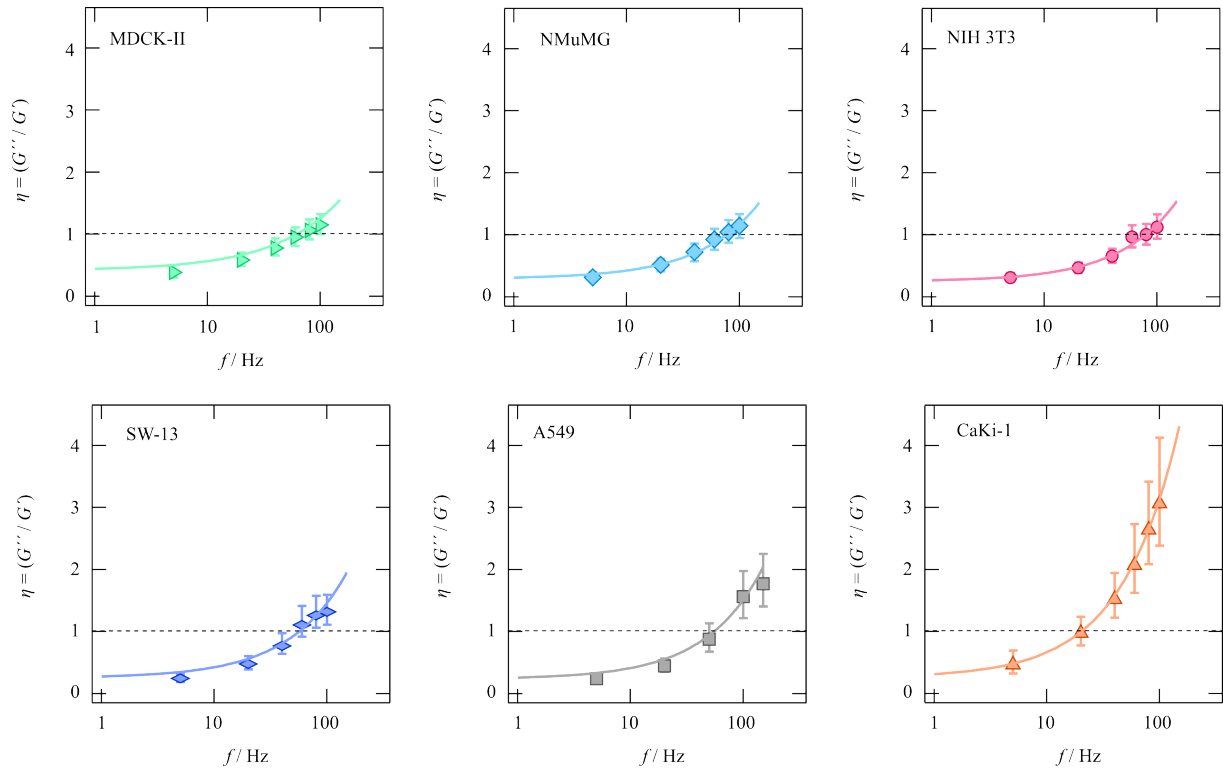 MDCK-II
4
3
2
1
0
η = (G´´ / G´)
1 10 100
f / Hz
NMuMG
4
3
2
1
0
η = (G´´ / G´)
1 10 100
f / Hz
NIH 3T3
4
3
2
1
0
η = (G´´ / G´)
1 10 100
f / Hz
SW-13
4
3
2
1
0
η = (G´´ / G´)
1 10 100
f / Hz
A549
4
3
2
1
0
η = (G´´ / G´)
1 10 100
f / Hz
CaKi-1
4
3
2
1
0
η = (G´´ / G´)
1 10 100
f / Hz